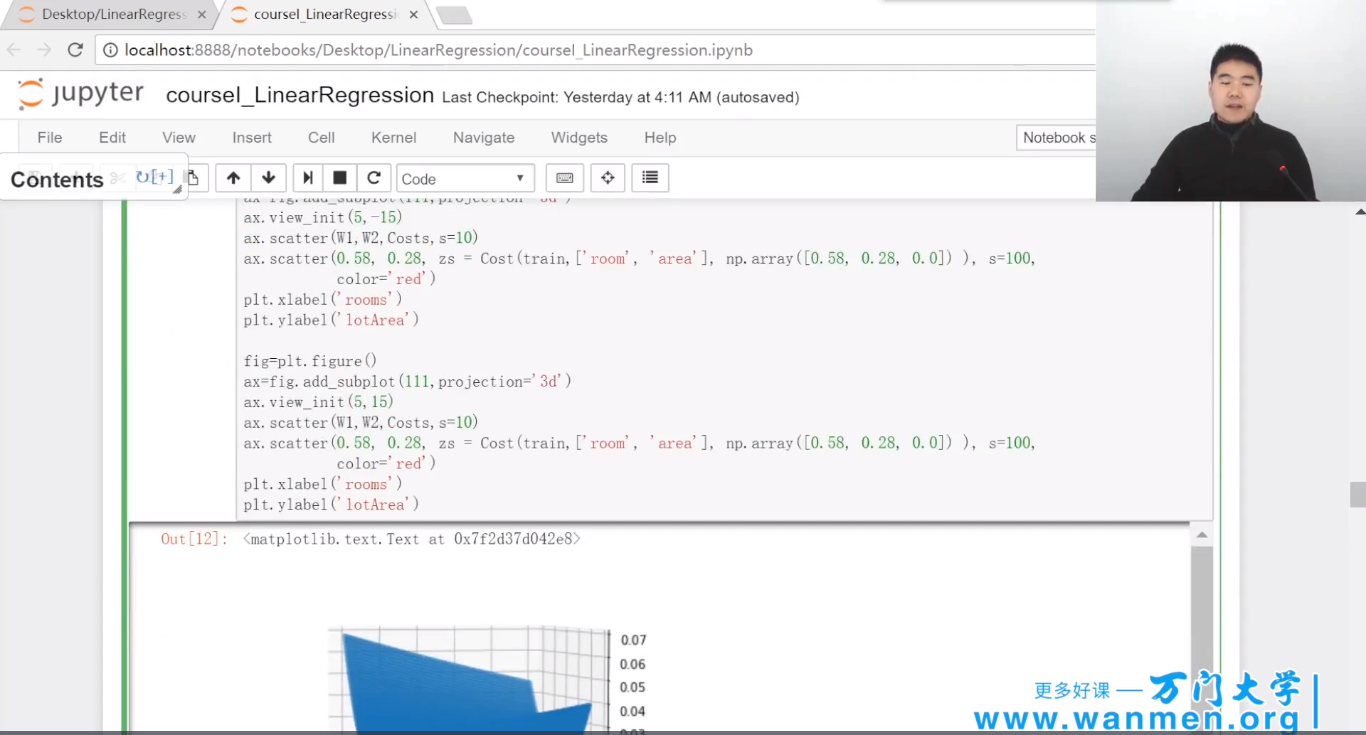 Desktop/LinearRegress
coursel_LinearRegressi
localhost:8888/notebooks/Desktop/LinearRegression/coursel_LinearRegression.ipynb
jupyter coursel_LinearRegression Last Checkpoint: Yesterday at 4:11 AM (autosaved)
File Edit View Insert Cell Kernel Navigate Widgets Help
Notebook s
Contents [+]
Code
ax=fig.add_subplot(111,projection='3d')
ax.view_init(5,-15)
ax.scatter(W1,W2,Costs,s=10)
ax.scatter(0.58, 0.28, zs = Cost(train,['room', 'area'], np.array([0.58, 0.28, 0.0]) ), s=100,
color='red')
plt.xlabel('rooms')
plt.ylabel('lotArea')
fig=plt.figure()
ax=fig.add_subplot(111,projection='3d')
ax.view_init(5,15)
ax.scatter(W1,W2,Costs,s=10)
ax.scatter(0.58, 0.28, zs = Cost(train,['room', 'area'], np.array([0.58, 0.28, 0.0]) ), s=100,
color='red')
plt.xlabel('rooms')
plt.ylabel('lotArea')
Out[12]: <matplotlib.text.Text at 0x7f2d37d042e8>
0.07
0.06
0.05
0.04
更多好课 — 万门大学
www.wanmen.org